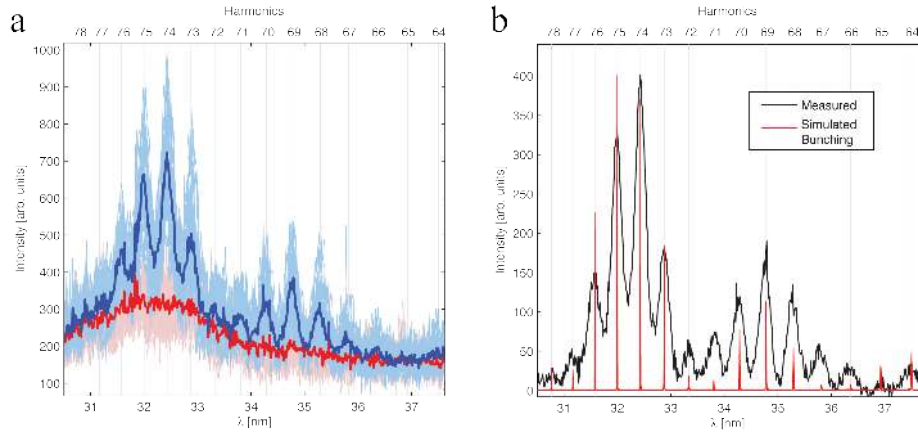 a
Harmonics
78 77 76 75 74 73 72 71 70 69 68 67 66 65 64
1000
900
800
700
600
500
400
300
200
100
Intensity [arb. units]
31 32 33 34 35 36 37
λ [nm]
b
Harmonics
78 77 76 75 74 73 72 71 70 69 68 67 66 65 64
400
350
300
250
200
150
100
50
0
Intensity [arb. units]
Measured
Simulated
Bunching
31 32 33 34 35 36 37
λ [nm]